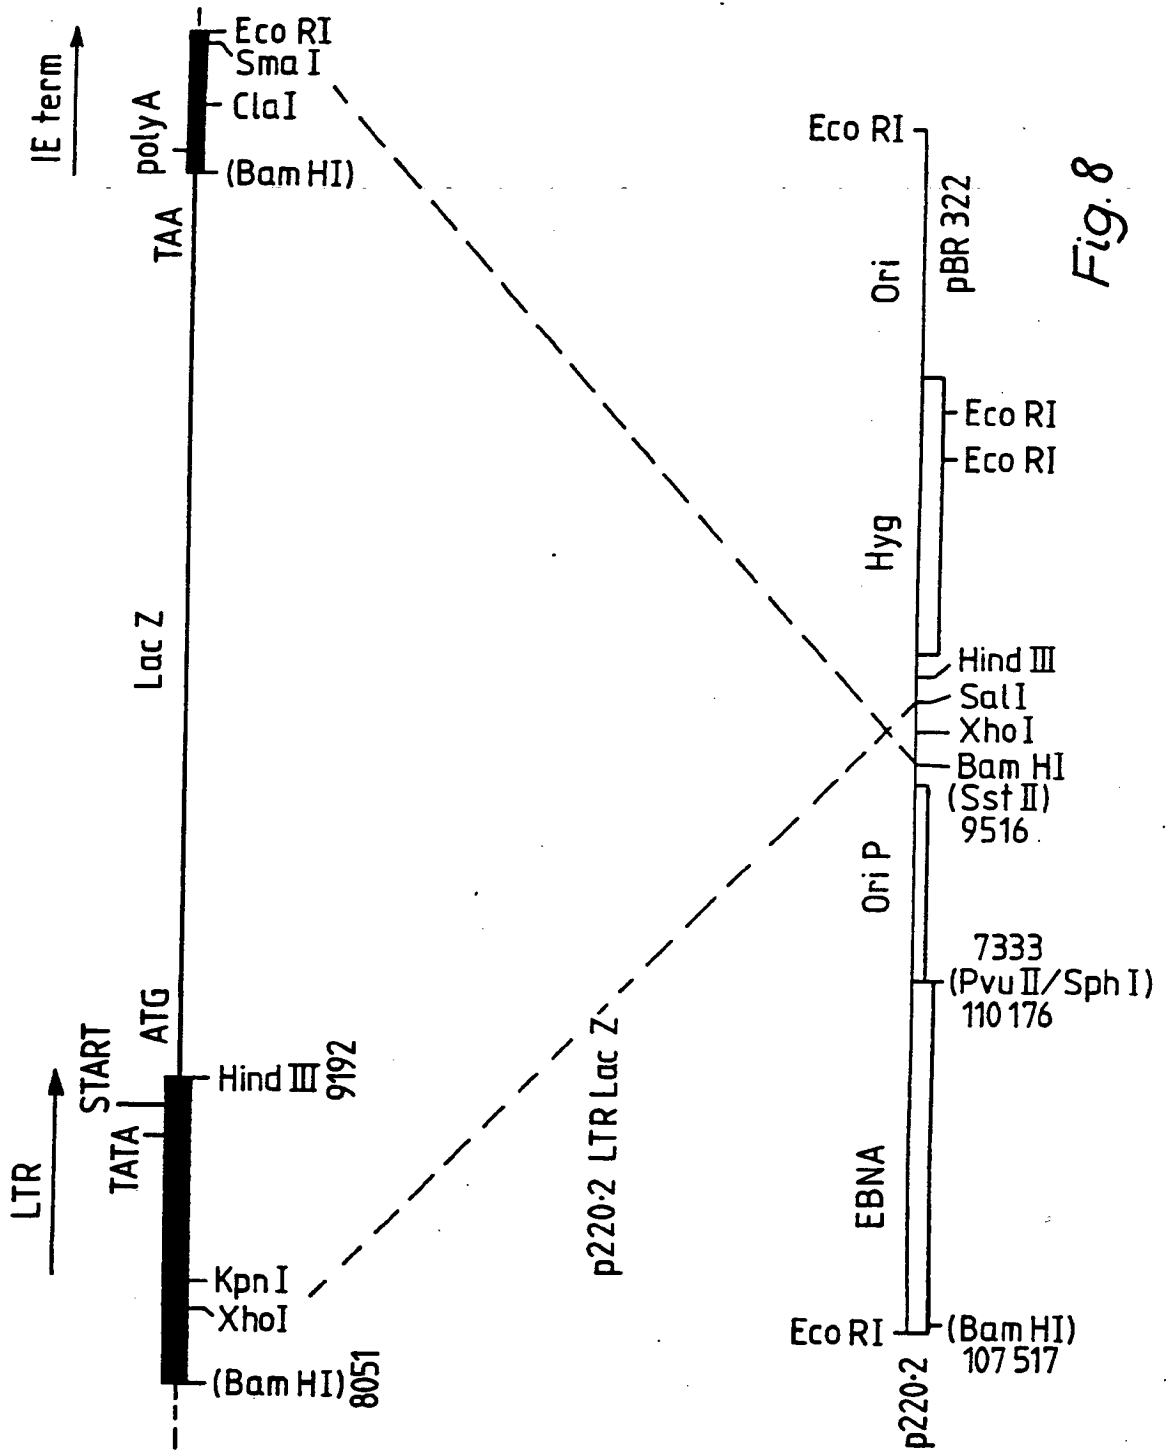 IE term
Eco RI
Sma I
Cla I
poly A
(Bam HI)
TAA
Lac Z
ATG
START
Hind III
9192
LTR
TATA
Kpn I
Xho I
(Bam HI)
8051
p220·2 LTR Lac Z
Eco RI
pBR 322
Ori
Eco RI
Eco RI
Hyg
Hind III
Sal I
Xho I
Bam HI
(Sst II)
9516
Ori P
7333
(Pvu II/Sph I)
110 176
EBNA
Eco RI
(Bam HI)
107 517
p220·2
Fig. 8